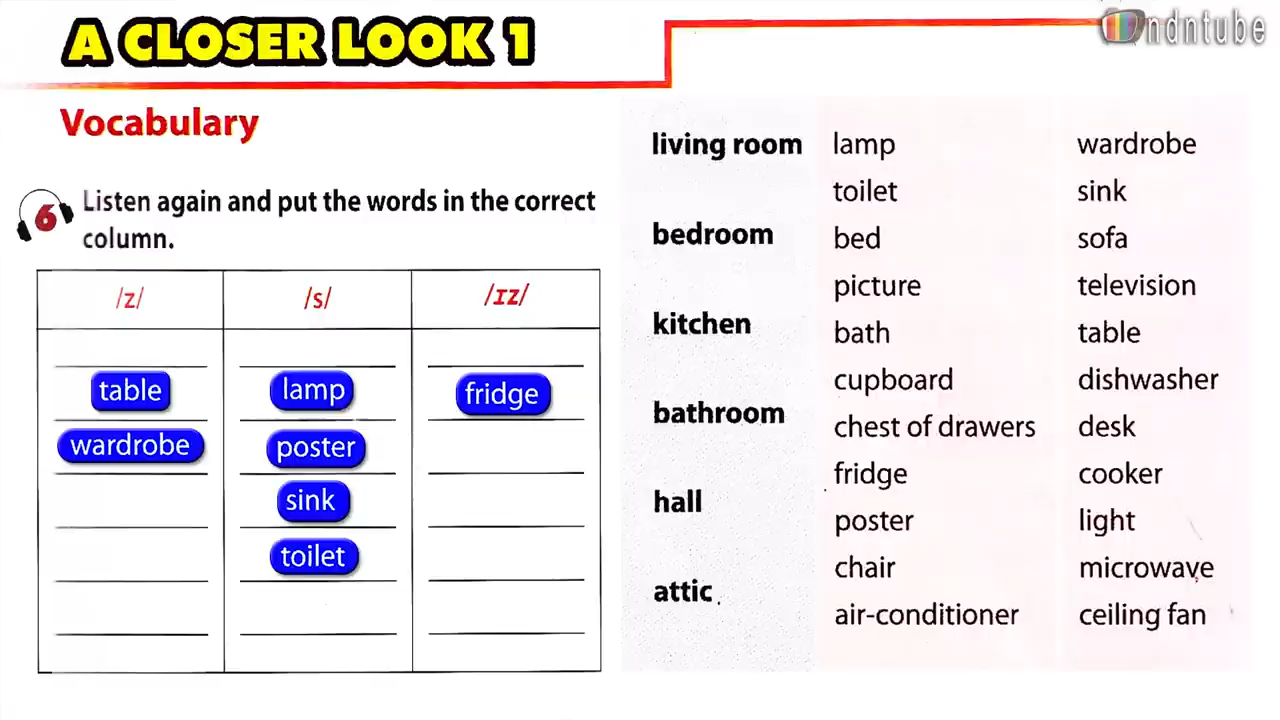 A CLOSER LOOK 1
ndntube
Vocabulary
6 Listen again and put the words in the correct
column.
/z/ /s/ /ɪz/
table lamp fridge
wardrobe poster
sink
toilet
living room
bedroom
kitchen
bathroom
hall
attic
lamp
toilet
bed
picture
bath
cupboard
chest of drawers
fridge
poster
chair
air-conditioner
wardrobe
sink
sofa
television
table
dishwasher
desk
cooker
light
microwave
ceiling fan